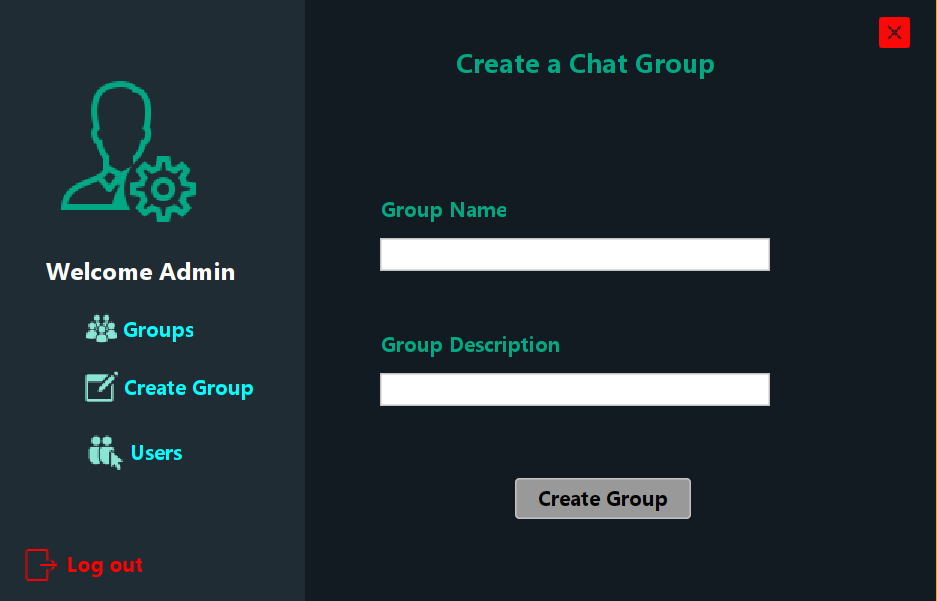 Create a Chat Group
Welcome Admin
Groups
Create Group
Users
Log out
Group Name
Group Description
Create Group